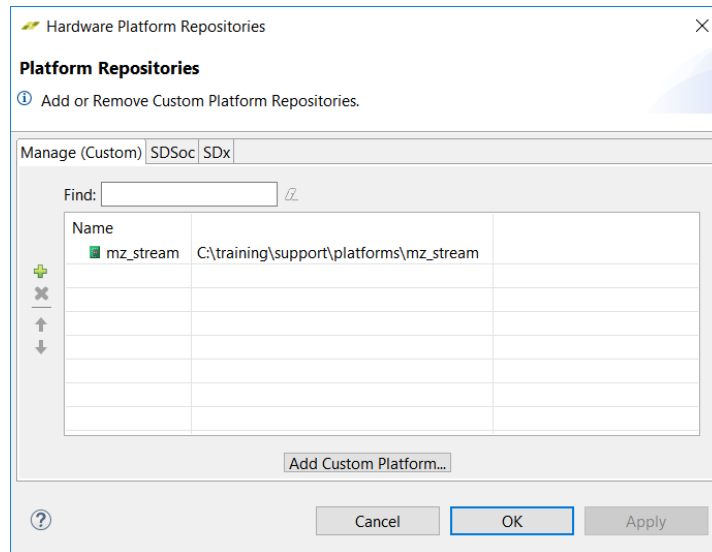 Hardware Platform Repositories
Platform Repositories
Add or Remove Custom Platform Repositories.
Manage (Custom) SDSoc SDx
Find:
Name
mz_stream C:\training\support\platforms\mz_stream
Add Custom Platform...
? Cancel OK Apply